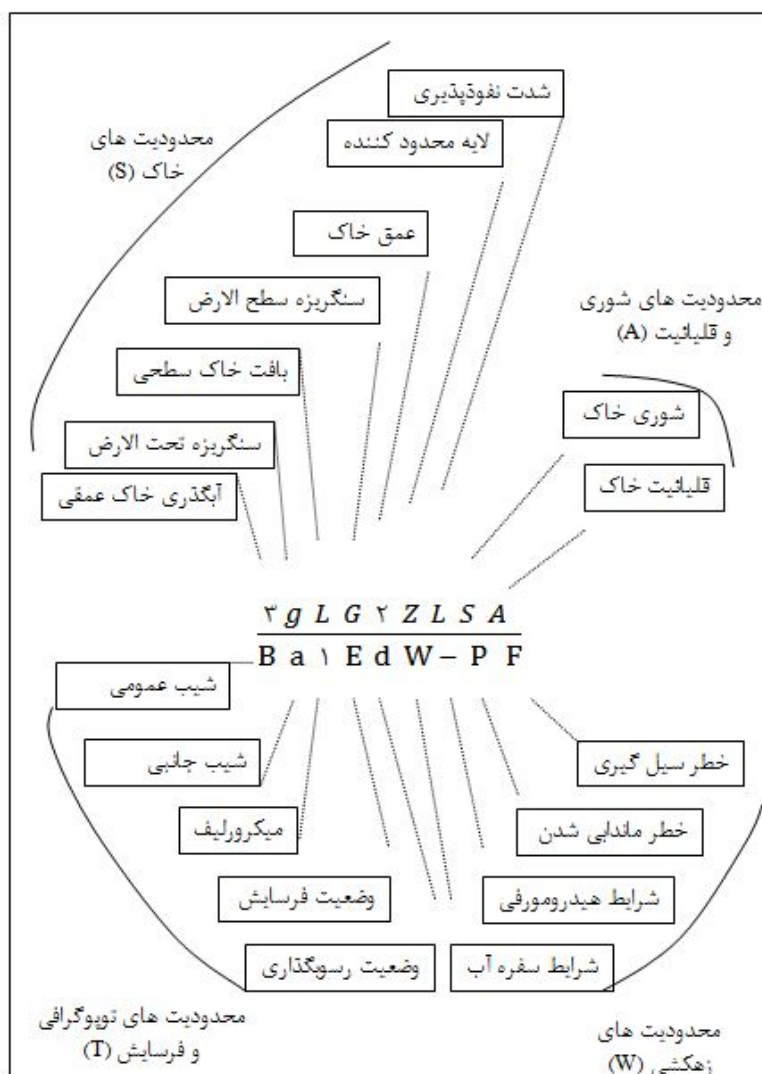 شدت نفوذپذیری
لایه محدود کننده
محدودیت های
خاک (S)
عمق خاک
سنگریزه سطح الارض
محدودیت های شوری
و قلیائیت (A)
بافت خاک سطحی
شوری خاک
سنگریزه تحت الارض
قلیائیت خاک
آبگذری خاک عمقی
۳ g L G ۲ Z L S A
B a ۱ E d W – P F
شیب عمومی
خطر سیل گیری
شیب جانبی
میکرورلیف
خطر ماندابی شدن
وضعیت فرسایش
شرایط هیدرومورفی
وضعیت رسوبگذاری
شرایط سفره آب
محدودیت های توپوگرافی
و فرسایش (T)
محدودیت های
زهکشی (W)